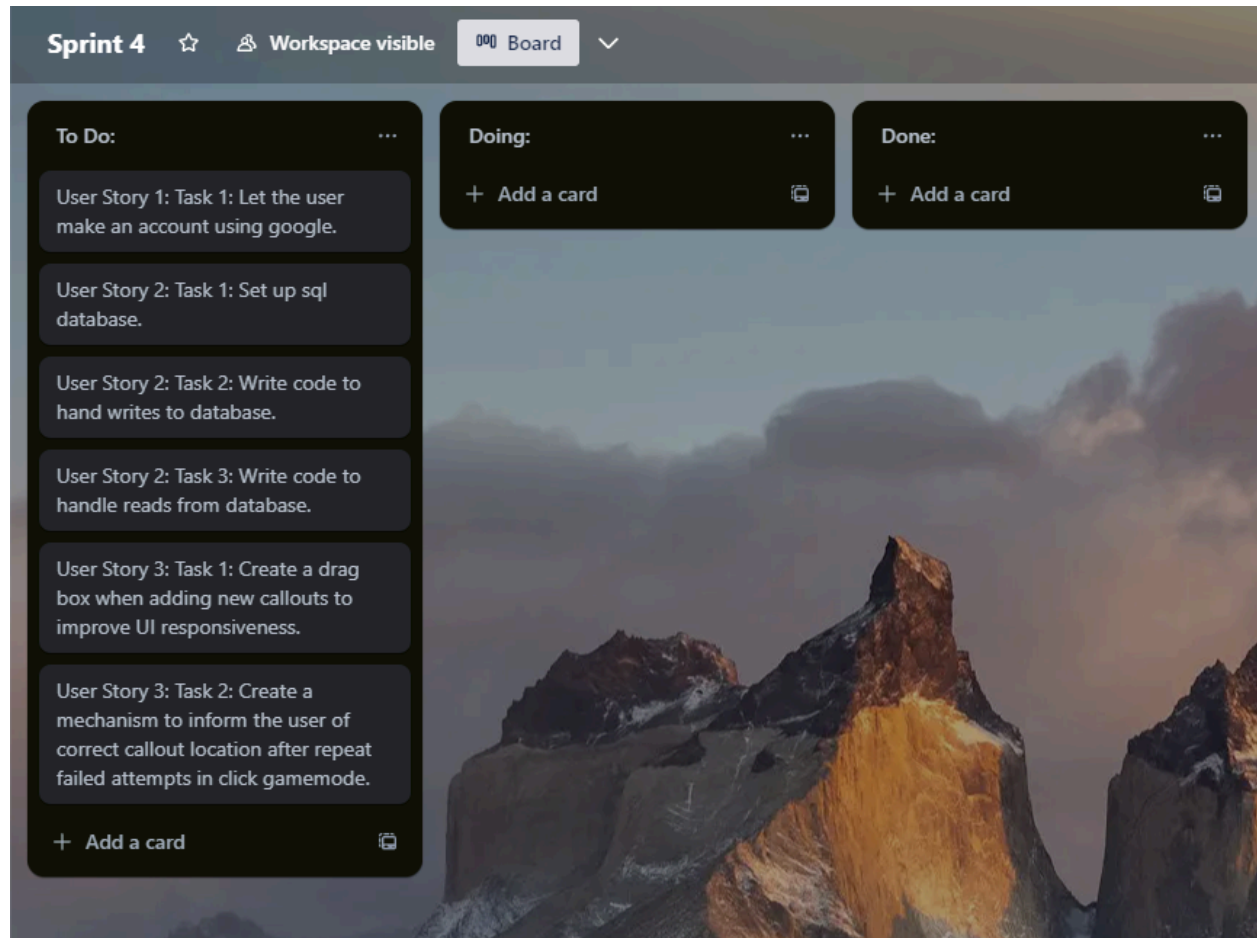 Sprint 4
Workspace visible
Board
To Do:
User Story 1: Task 1: Let the user
make an account using google.
User Story 2: Task 1: Set up sql
database.
User Story 2: Task 2: Write code to
hand writes to database.
User Story 2: Task 3: Write code to
handle reads from database.
User Story 3: Task 1: Create a drag
box when adding new callouts to
improve UI responsiveness.
User Story 3: Task 2: Create a
mechanism to inform the user of
correct callout location after repeat
failed attempts in click gamemode.
+ Add a card
Doing:
+ Add a card
Done:
+ Add a card